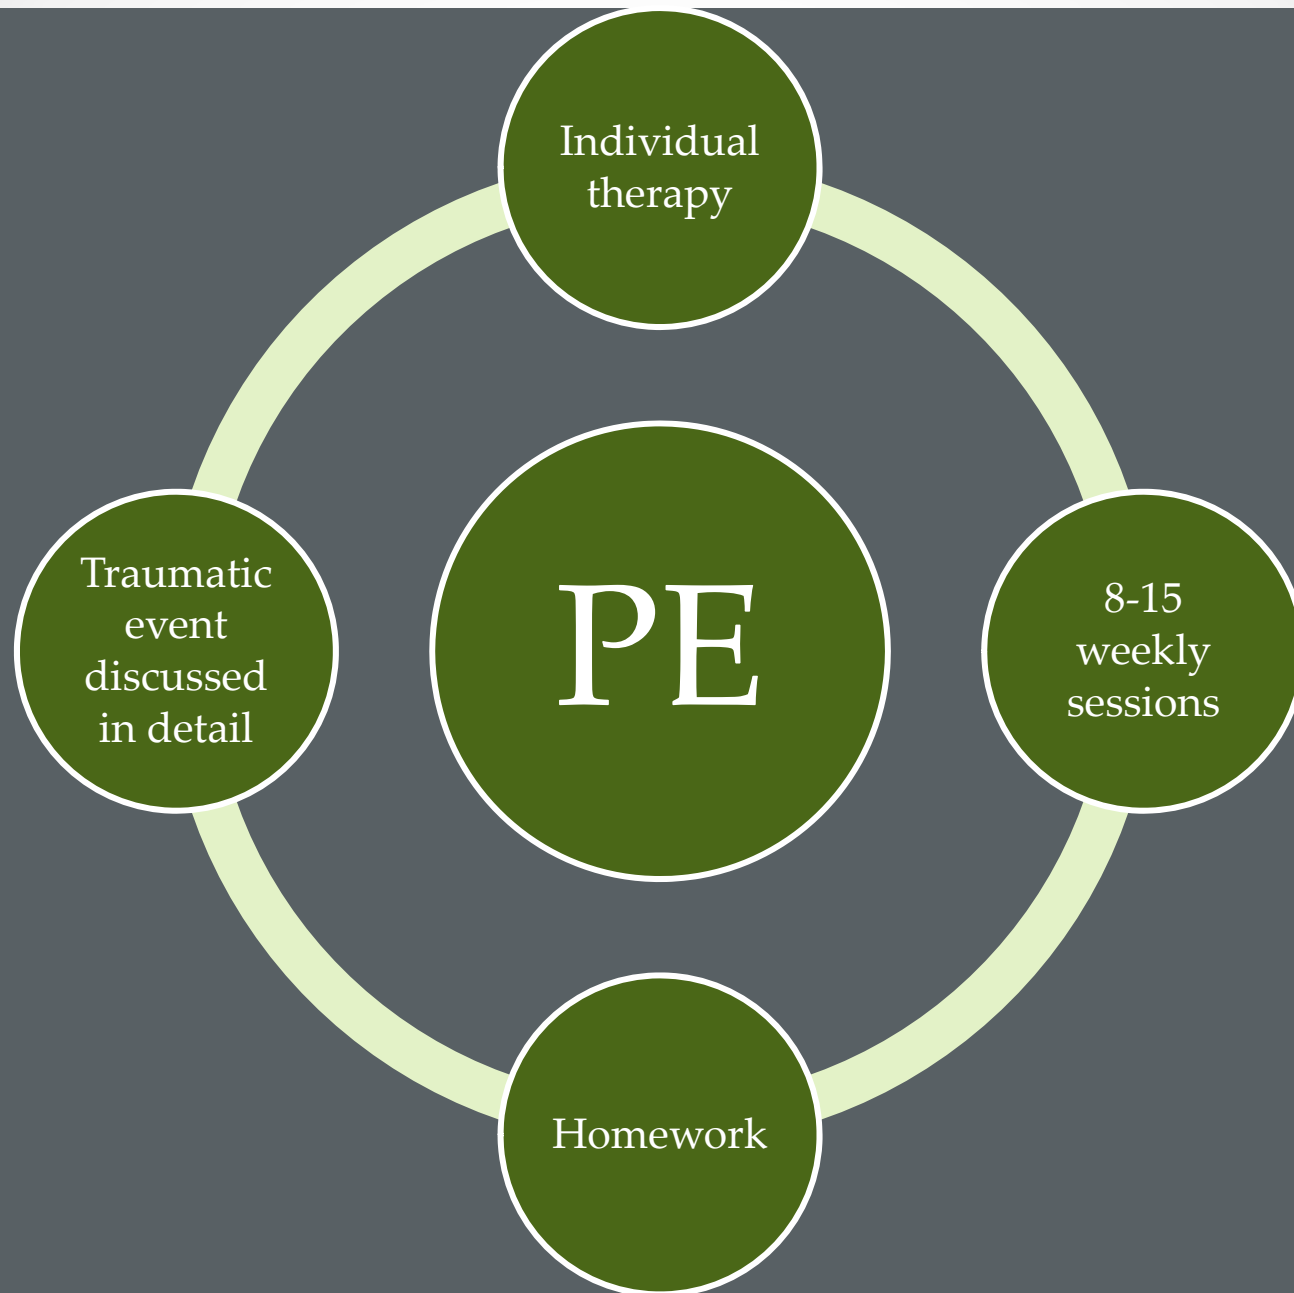 Individual
therapy
Traumatic
event
discussed
in detail
PE
8-15
weekly
sessions
Homework